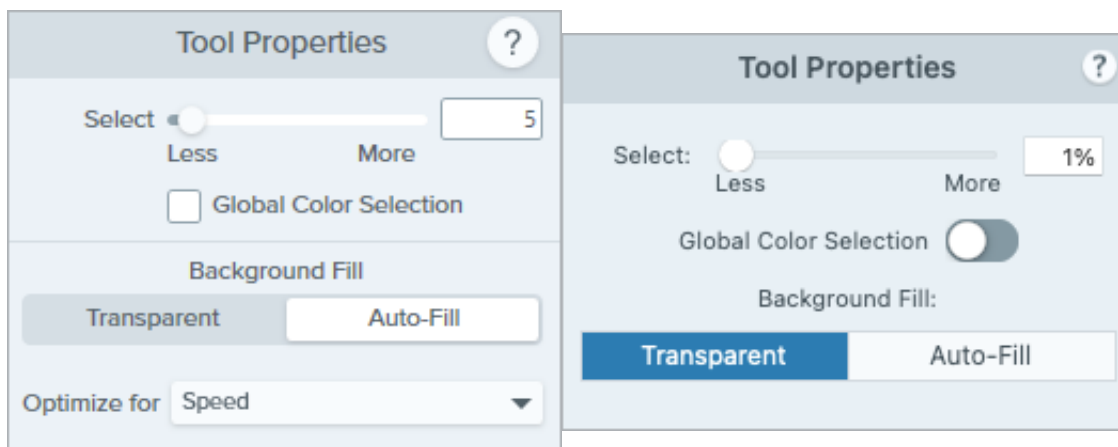 Tool Properties ?
Select 5
Less More
Global Color Selection
Background Fill
Transparent Auto-Fill
Optimize for Speed
Tool Properties ?
Select: 1%
Less More
Global Color Selection
Background Fill:
Transparent Auto-Fill